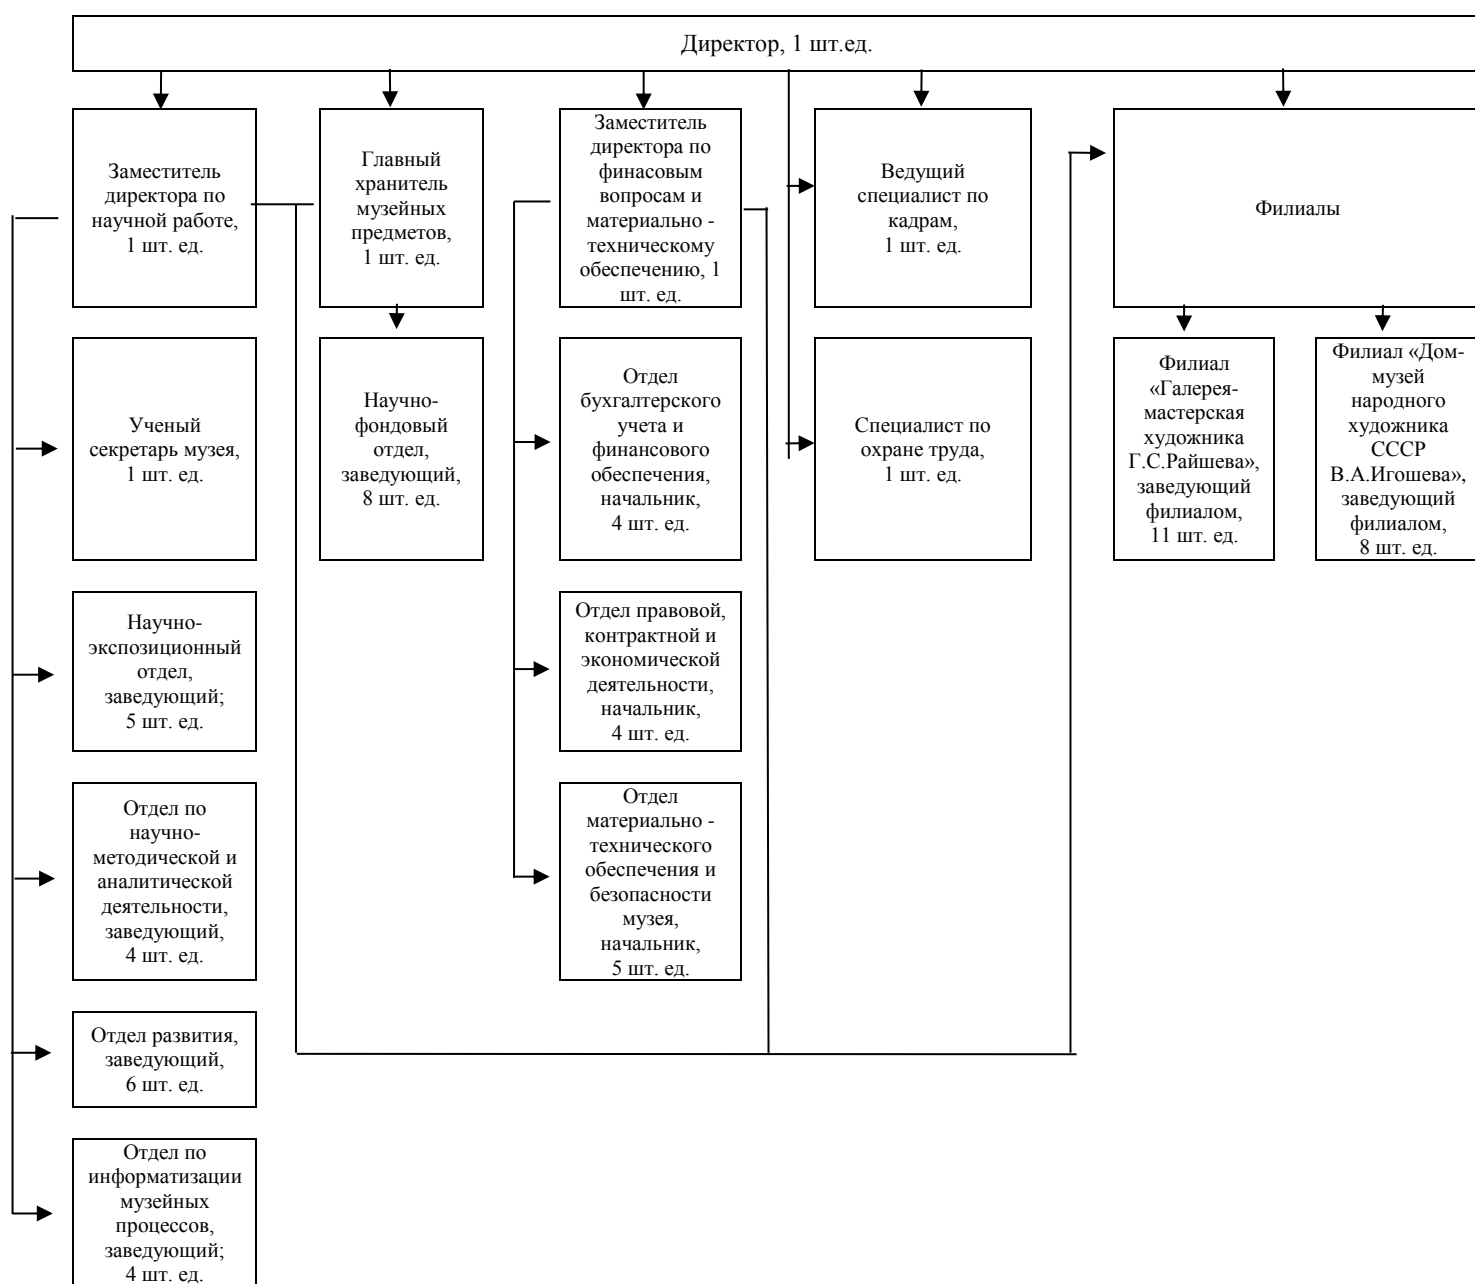 Директор, 1 шт.ед.
Заместитель
директора по
научной работе,
1 шт. ед.
Главный
хранитель
музейных
предметов,
1 шт. ед.
Заместитель
директора по
финасовым
вопросам и
материально -
техническому
обеспечению, 1
шт. ед.
Ведущий
специалист по
кадрам,
1 шт. ед.
Филиалы
Ученый
секретарь музея,
1 шт. ед.
Научно-
фондовый
отдел,
заведующий,
8 шт. ед.
Отдел
бухгалтерского
учета и
финансового
обеспечения,
начальник,
4 шт. ед.
Специалист по
охране труда,
1 шт. ед.
Филиал
«Галерея-
мастерская
художника
Г.С.Райшева»,
заведующий
филиалом,
11 шт. ед.
Филиал «Дом-
музей
народного
художника
СССР
В.А.Игошева»,
заведующий
филиалом,
8 шт. ед.
Научно-
экспозиционный
отдел,
заведующий;
5 шт. ед.
Отдел правовой,
контрактной и
экономической
деятельности,
начальник,
4 шт. ед.
Отдел по
научно-
методической и
аналитической
деятельности,
заведующий,
4 шт. ед.
Отдел
материально -
технического
обеспечения и
безопасности
музея,
начальник,
5 шт. ед.
Отдел развития,
заведующий,
6 шт. ед.
Отдел по
информатизации
музейных
процессов,
заведующий;
4 шт. ед.